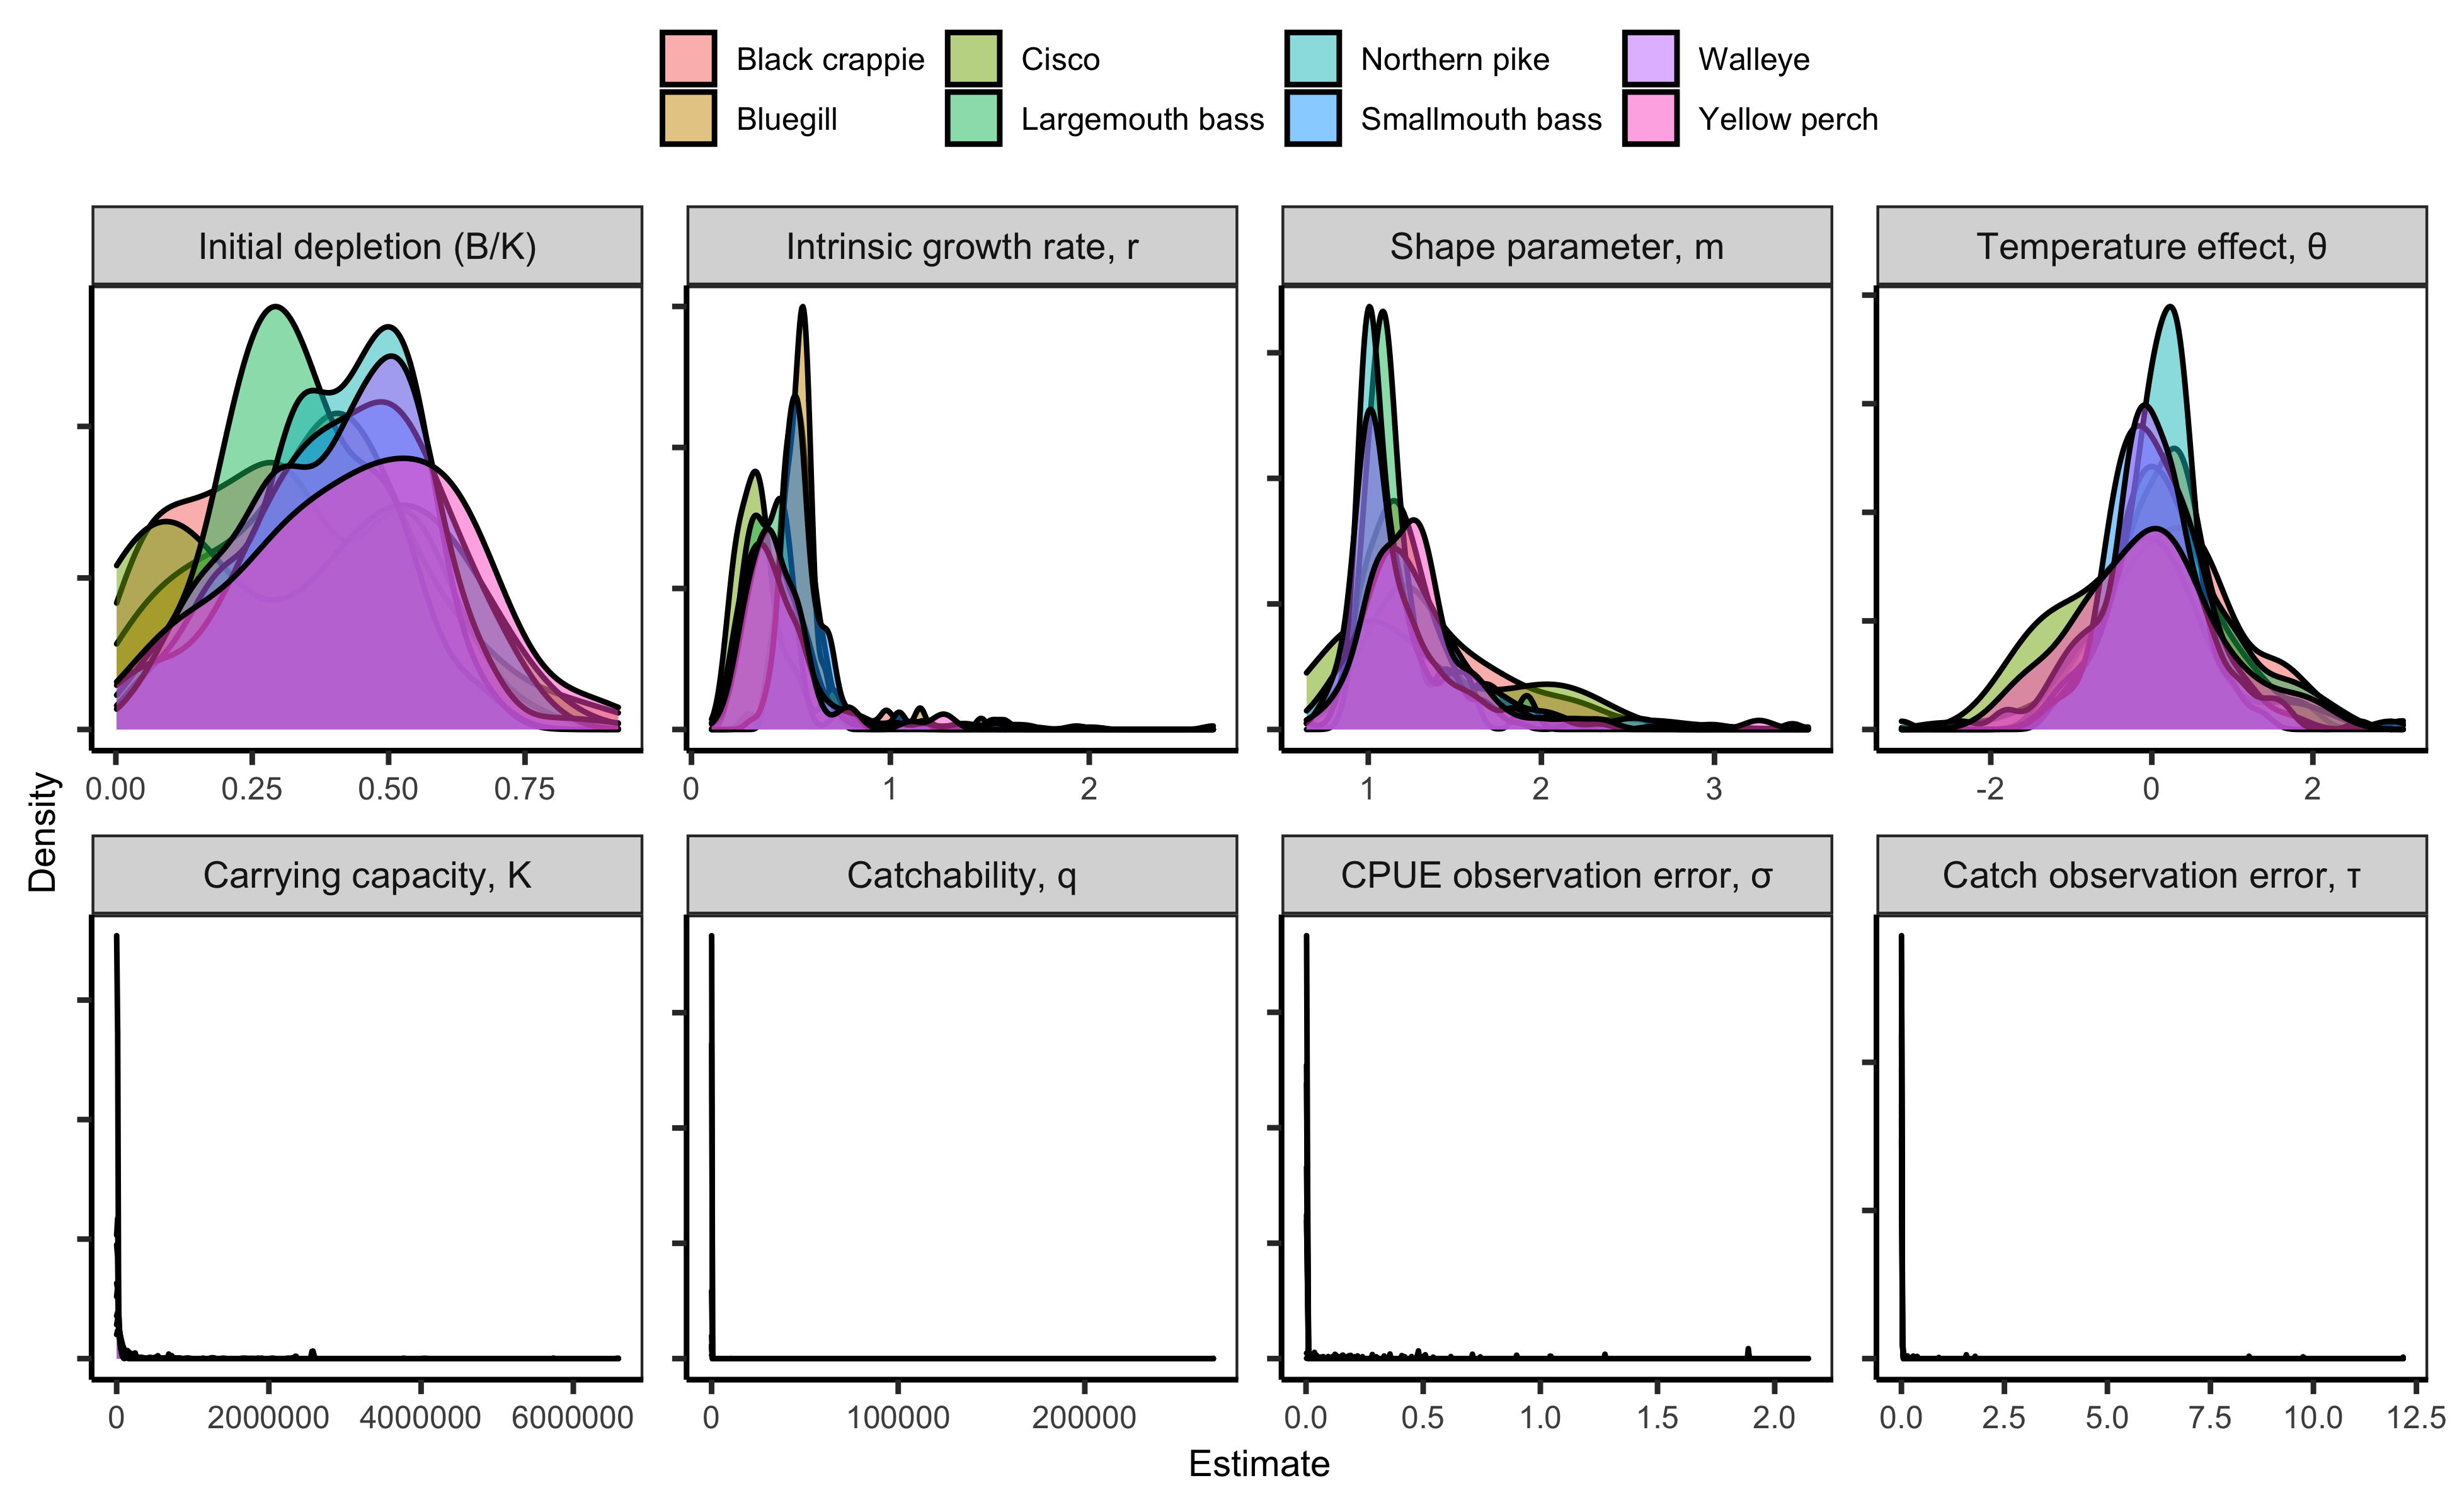 Black crappie
Cisco
Northern pike
Walleye
Bluegill
Largemouth bass
Smallmouth bass
Yellow perch
Initial depletion (B/K)
Intrinsic growth rate, r
Shape parameter, m
Temperature effect, θ
0.00 0.25 0.50 0.75
0 1 2
1 2 3
-2 0 2
Density
Carrying capacity, K
Catchability, q
CPUE observation error, σ
Catch observation error, τ
0 2000000 4000000 6000000
0 100000 200000
0.0 0.5 1.0 1.5 2.0
0.0 2.5 5.0 7.5 10.0 12.5
Estimate